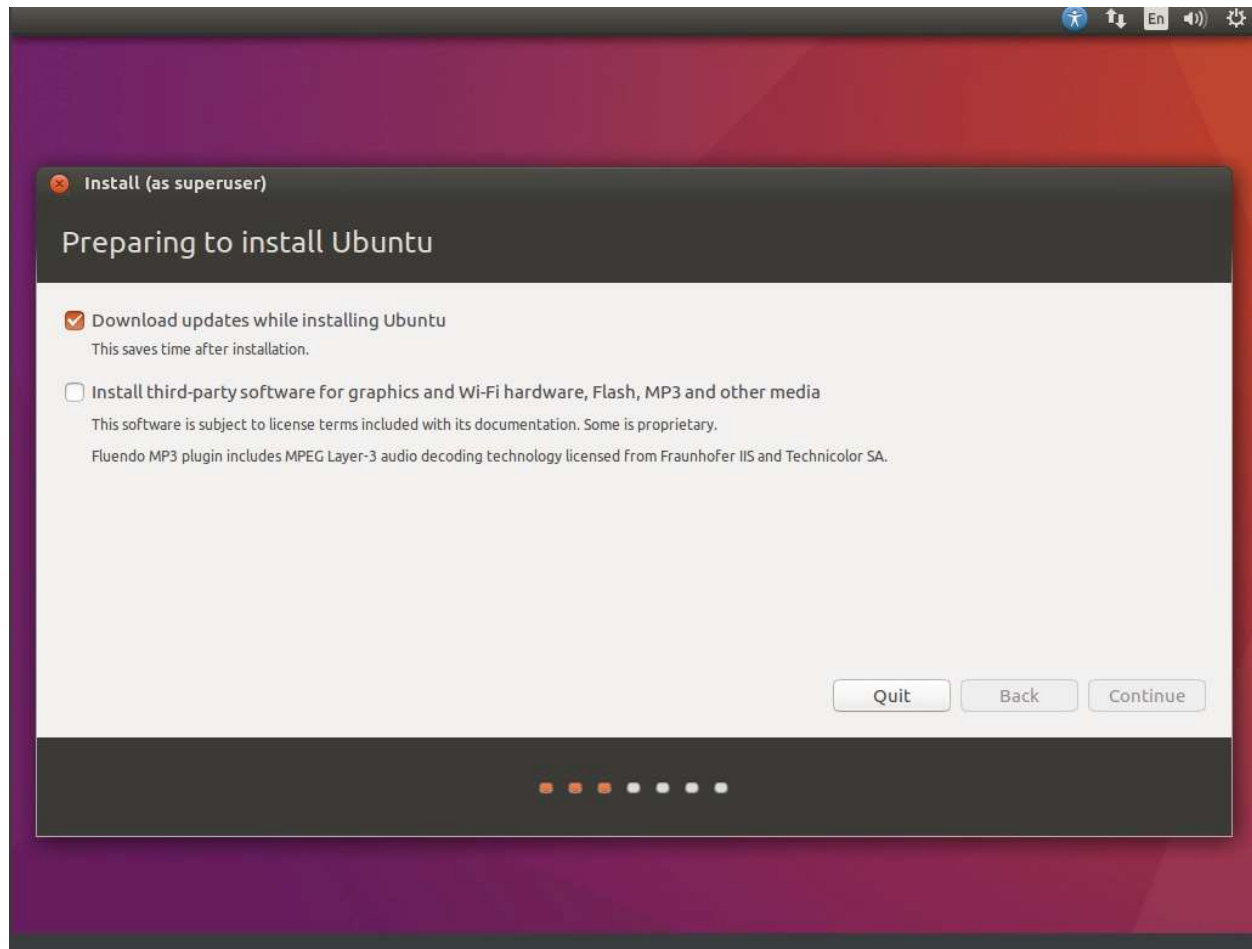 En
Install (as superuser)
Preparing to install Ubuntu
Download updates while installing Ubuntu
This saves time after installation.
Install third-party software for graphics and Wi-Fi hardware, Flash, MP3 and other media
This software is subject to license terms included with its documentation. Some is proprietary.
Fluendo MP3 plugin includes MPEG Layer-3 audio decoding technology licensed from Fraunhofer IIS and Technicolor SA.
Quit Back Continue